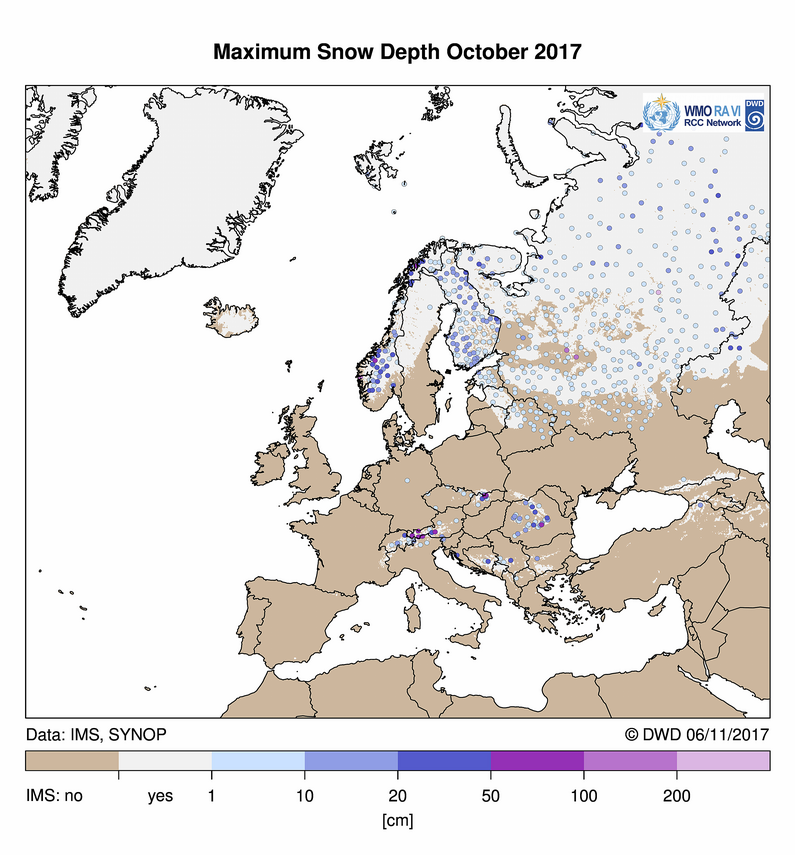 Maximum Snow Depth October 2017
WMO RA VI
RCC Network
DWD
Data: IMS, SYNOP
© DWD 06/11/2017
IMS: no yes 1 10 20 50 100 200
[cm]